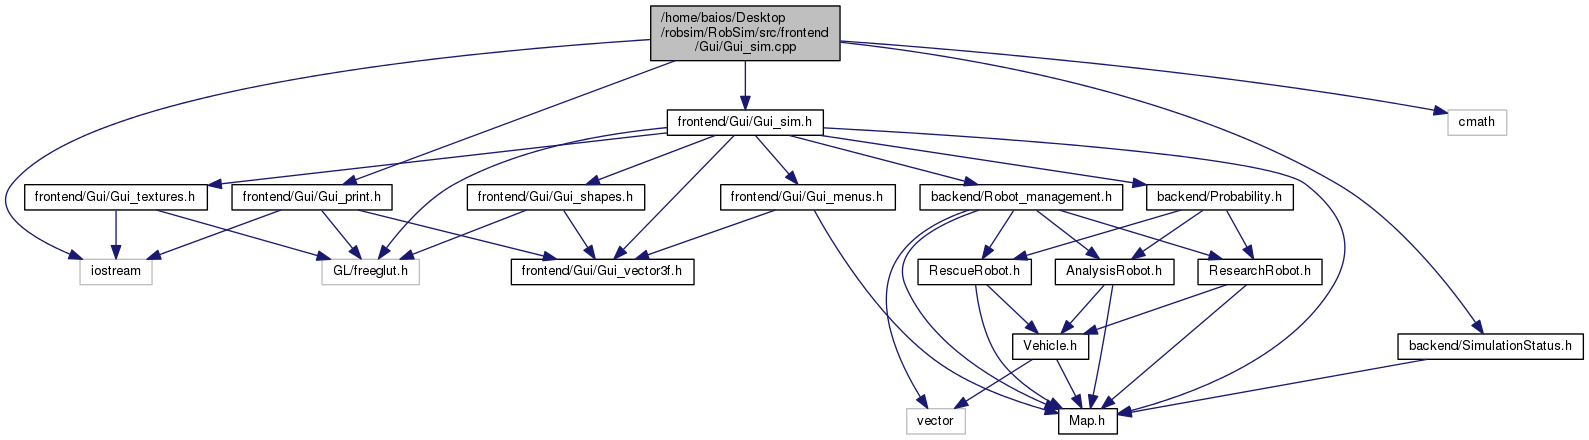 /home/baios/Desktop
/robsim/RobSim/src/frontend
/Gui/Gui_sim.cpp
frontend/Gui/Gui_sim.h
cmath
frontend/Gui/Gui_textures.h
frontend/Gui/Gui_print.h
frontend/Gui/Gui_shapes.h
frontend/Gui/Gui_menus.h
backend/Robot_management.h
backend/Probability.h
iostream
GL/freeglut.h
frontend/Gui/Gui_vector3f.h
RescueRobot.h
AnalysisRobot.h
ResearchRobot.h
Vehicle.h
backend/SimulationStatus.h
vector
Map.h